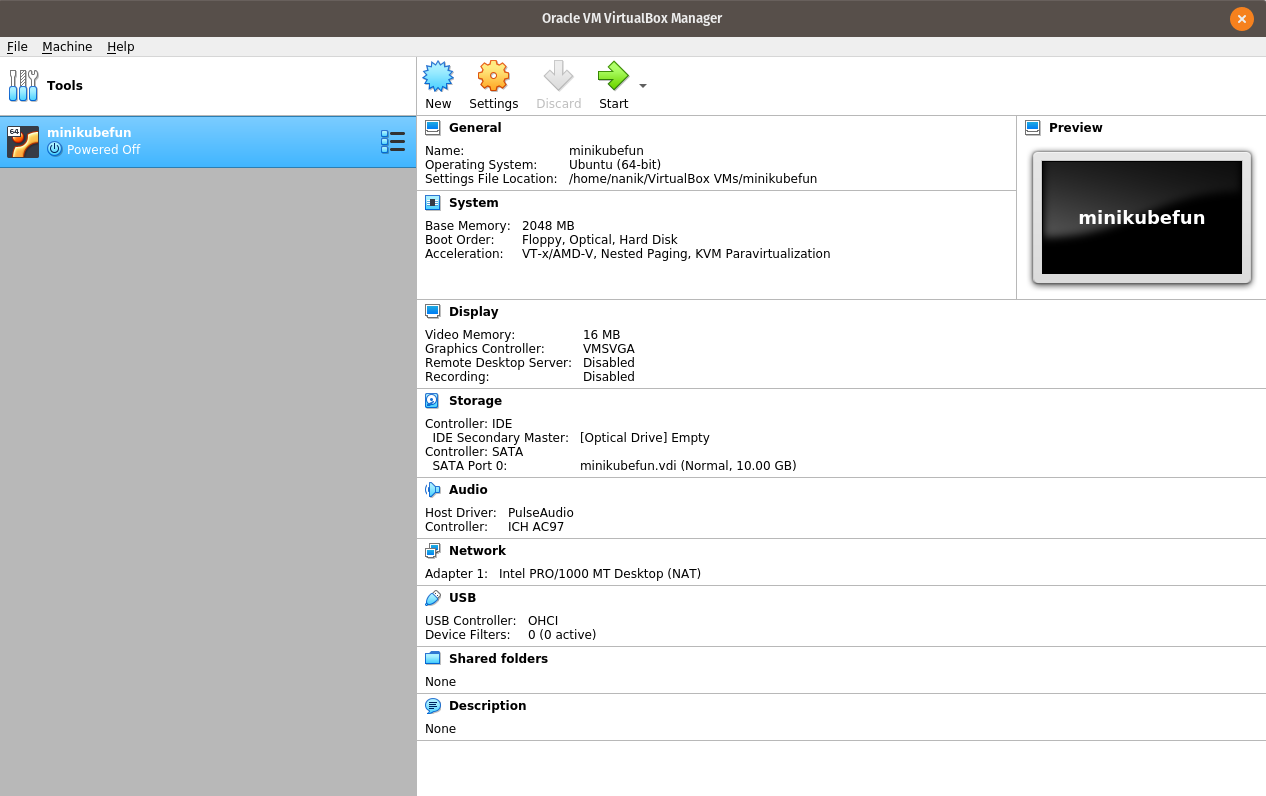 Oracle VM VirtualBox Manager
File Machine Help
Tools
New Settings Discard Start
64
minikubefun
Powered Off
General
Name: minikubefun
Operating System: Ubuntu (64-bit)
Settings File Location: /home/nanik/VirtualBox VMs/minikubefun
Preview
minikubefun
System
Base Memory: 2048 MB
Boot Order: Floppy, Optical, Hard Disk
Acceleration: VT-x/AMD-V, Nested Paging, KVM Paravirtualization
Display
Video Memory: 16 MB
Graphics Controller: VMSVGA
Remote Desktop Server: Disabled
Recording: Disabled
Storage
Controller: IDE
IDE Secondary Master: [Optical Drive] Empty
Controller: SATA
SATA Port 0: minikubefun.vdi (Normal, 10.00 GB)
Audio
Host Driver: PulseAudio
Controller: ICH AC97
Network
Adapter 1: Intel PRO/1000 MT Desktop (NAT)
USB
USB Controller: OHCI
Device Filters: 0 (0 active)
Shared folders
None
Description
None